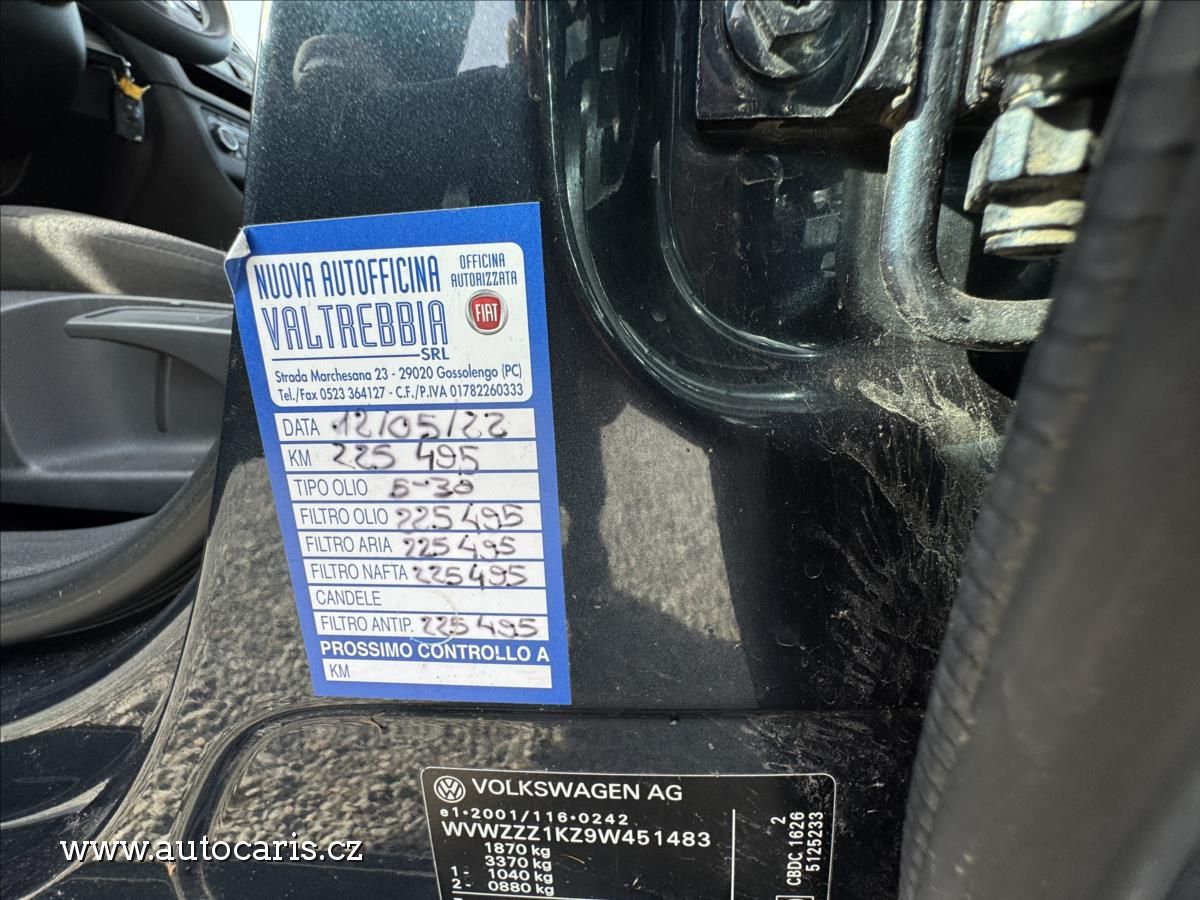 NUOVA AUTOFFICINA
OFFICINA
AUTORIZZATA
VALTREBBIA
FIAT
SRL
Strada Marchesana 23 - 29020 Gossolengo (PC)
Tel./Fax 0523 364127 - C.F./P.IVA 01782260333
DATA 12/05/22
KM 225 495
TIPO OLIO 5-30
FILTRO OLIO 225 495
FILTRO ARIA 225 495
FILTRO NAFTA 225495
CANDELE
FILTRO ANTIP. 225 495
PROSSIMO CONTROLLO A
KM
VOLKSWAGEN AG
e1*2001/116*0242
WVWZZZ1KZ9W451483
1870 kg
3370 kg
1 - 1040 kg
2 - 0880 kg
2
CBDC 1626
5125233
www.autocaris.cz